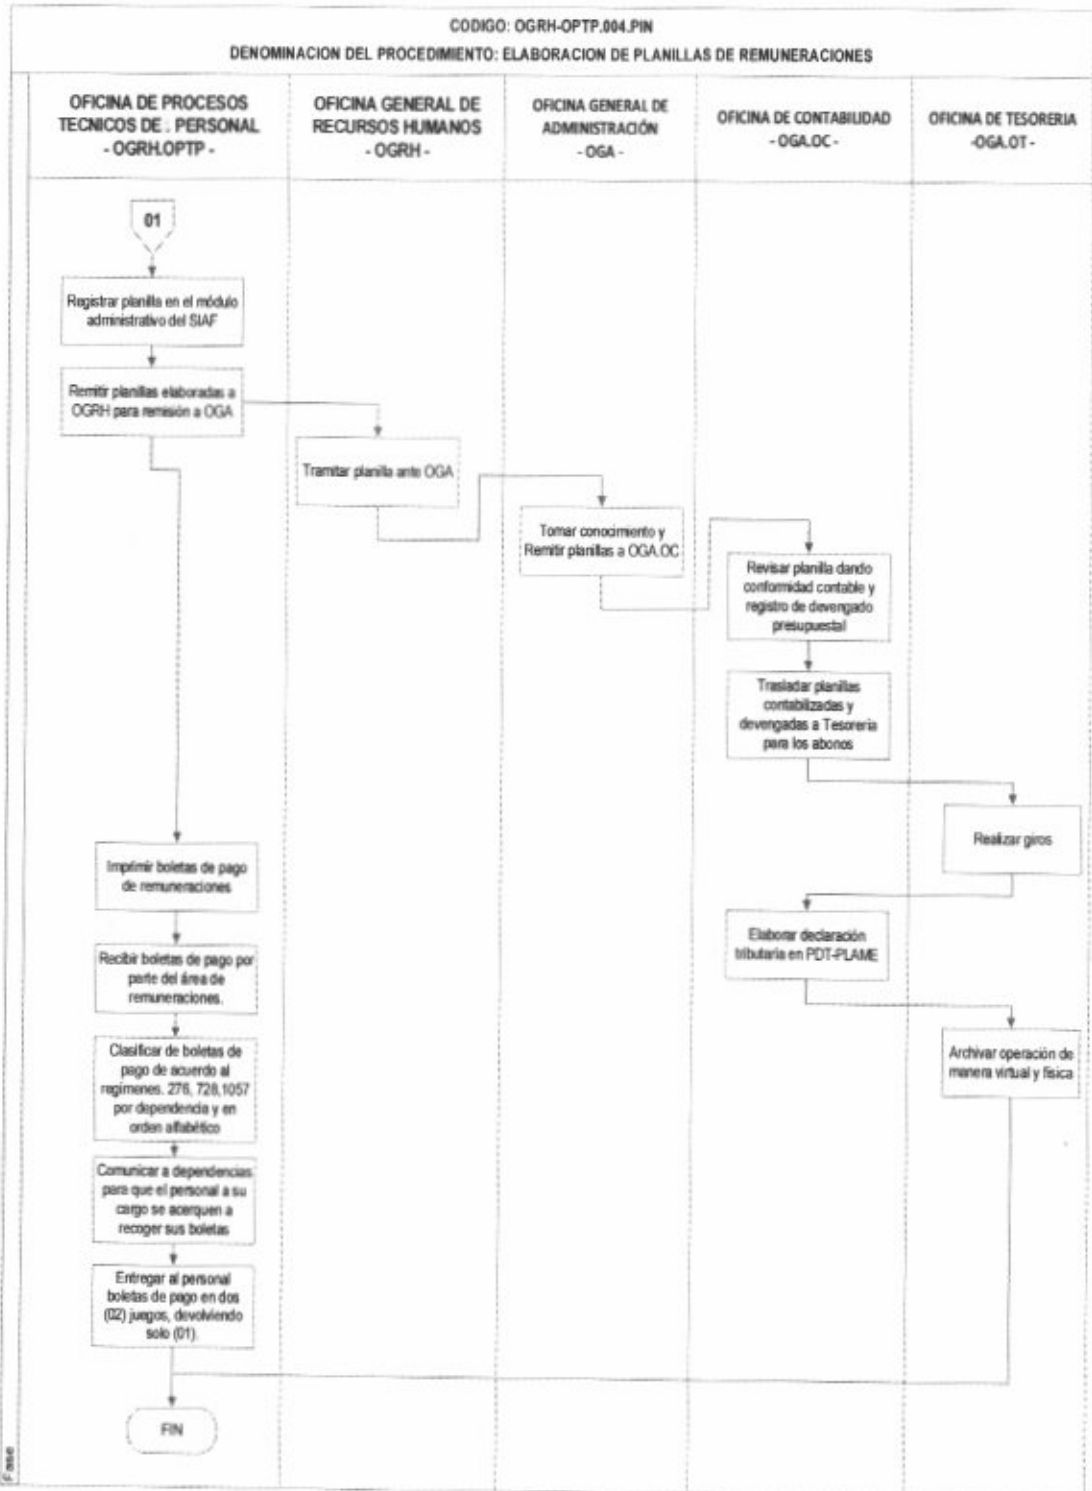 CODIGO: OGRH-OPTP.004.PIN
DENOMINACION DEL PROCEDIMIENTO: ELABORACION DE PLANILLAS DE REMUNERACIONES
OFICINA DE PROCESOS
TECNICOS DE . PERSONAL
- OGRH.OPTP -
OFICINA GENERAL DE
RECURSOS HUMANOS
- OGRH -
OFICINA GENERAL DE
ADMINISTRACIÓN
- OGA -
OFICINA DE CONTABILIDAD
- OGA.OC -
OFICINA DE TESORERIA
-OGA.OT -
01
Registrar planilla en el módulo
administrativo del SIAF
Remitir planillas elaboradas a
OGRH para remisión a OGA
Tramitar planilla ante OGA
Tomar conocimiento y
Remitir planillas a OGA.OC
Revisar planilla dando
conformidad contable y
registro de devengado
presupuestal
Trasladar planillas
contabilizadas y
devengadas a Tesoreria
para los abonos
Realizar giros
Imprimir boletas de pago
de remuneraciones
Elaborar declaración
tributaria en PDT-PLAME
Recibir boletas de pago por
parte del área de
remuneraciones.
Archivar operación de
manera virtual y física
Clasificar de boletas de
pago de acuerdo al
regímenes. 276, 728,1057
por dependencia y en
orden alfabético
Comunicar a dependencias
para que el personal a su
cargo se acerquen a
recoger sus boletas
Entregar al personal
boletas de pago en dos
(02) juegos, devolviendo
solo (01).
FIN
Fase